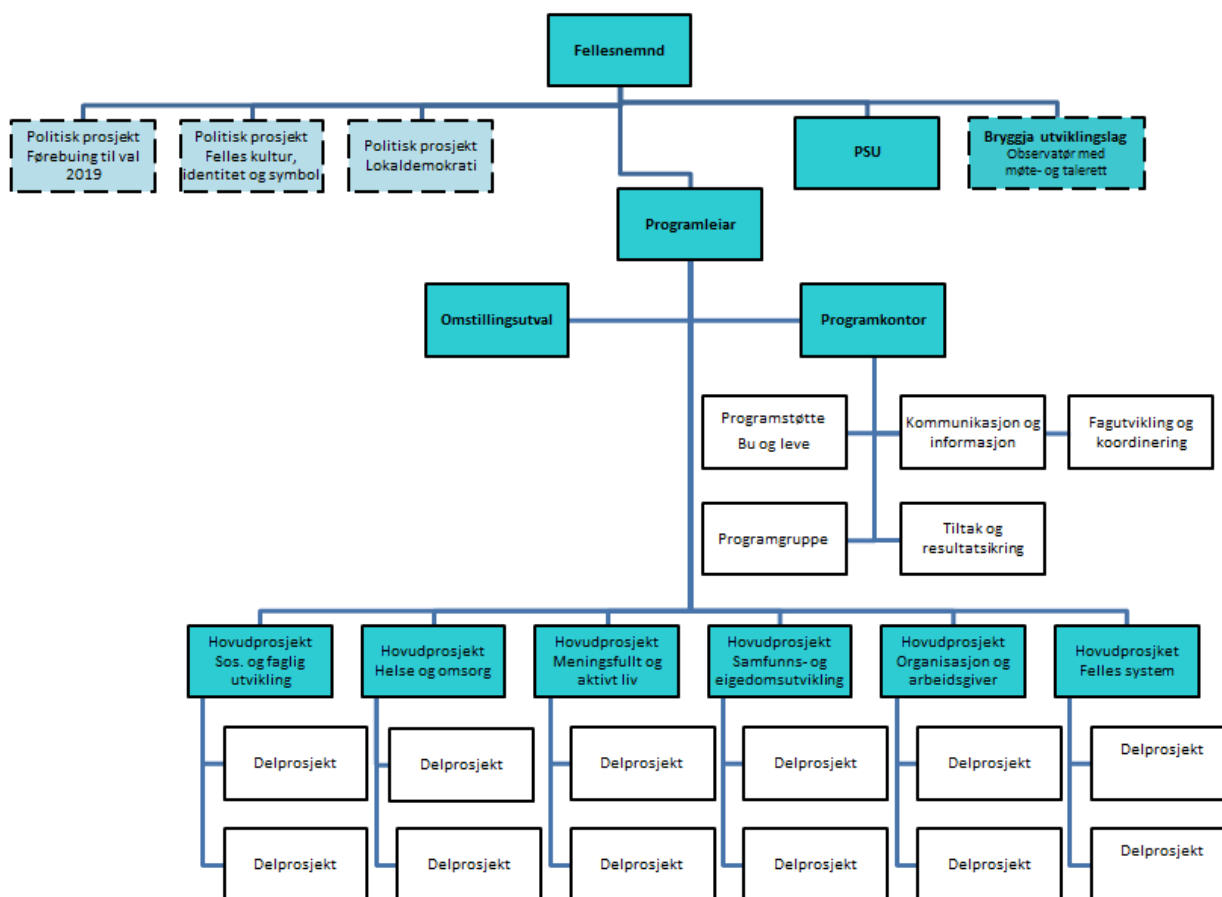 Fellesnemnd
Politisk prosjekt
Førebuing til val
2019
Politisk prosjekt
Felles kultur,
identitet og symbol
Politisk prosjekt
Lokaldemokrati
PSU
Bryggja utviklingslag
Observatør med
møte- og talerett
Programleiar
Omstillingsutval
Programkontor
Programstøtte
Bu og leve
Kommunikasjon og
informasjon
Fagutvikling og
koordinering
Programgruppe
Tiltak og
resultatsikring
Hovudprosjekt
Sos. og faglig
utvikling
Hovudprosjekt
Helse og omsorg
Hovudprosjekt
Meningsfullt og
aktivt liv
Hovudprosjekt
Samfunns- og
eigedomsutvikling
Hovudprosjekt
Organisasjon og
arbeidsgiver
Hovudprosjket
Felles system
Delprosjekt
Delprosjekt
Delprosjekt
Delprosjekt
Delprosjekt
Delprosjekt
Delprosjekt
Delprosjekt
Delprosjekt
Delprosjekt
Delprosjekt
Delprosjekt